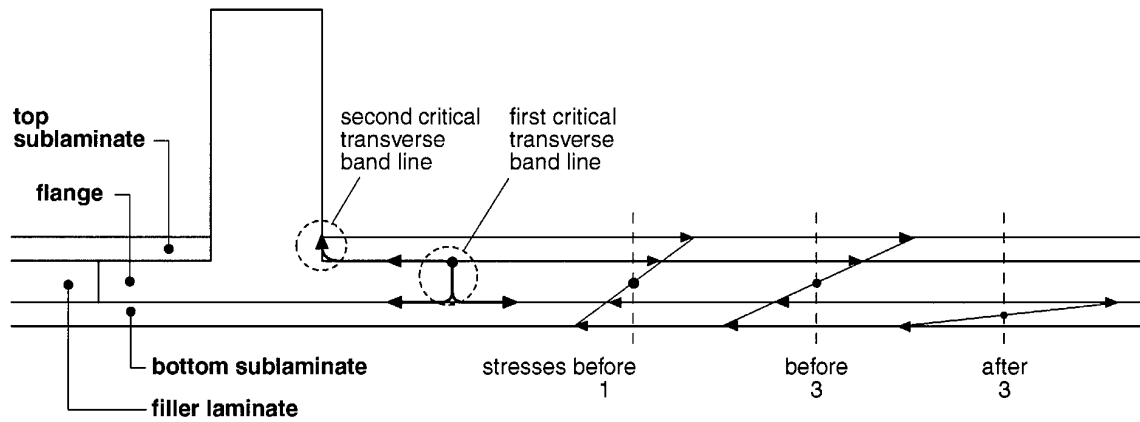 top
sublaminate
flange
second critical
transverse
band line
first critical
transverse
band line
bottom sublaminate
filler laminate
stresses before
1
before
3
after
3